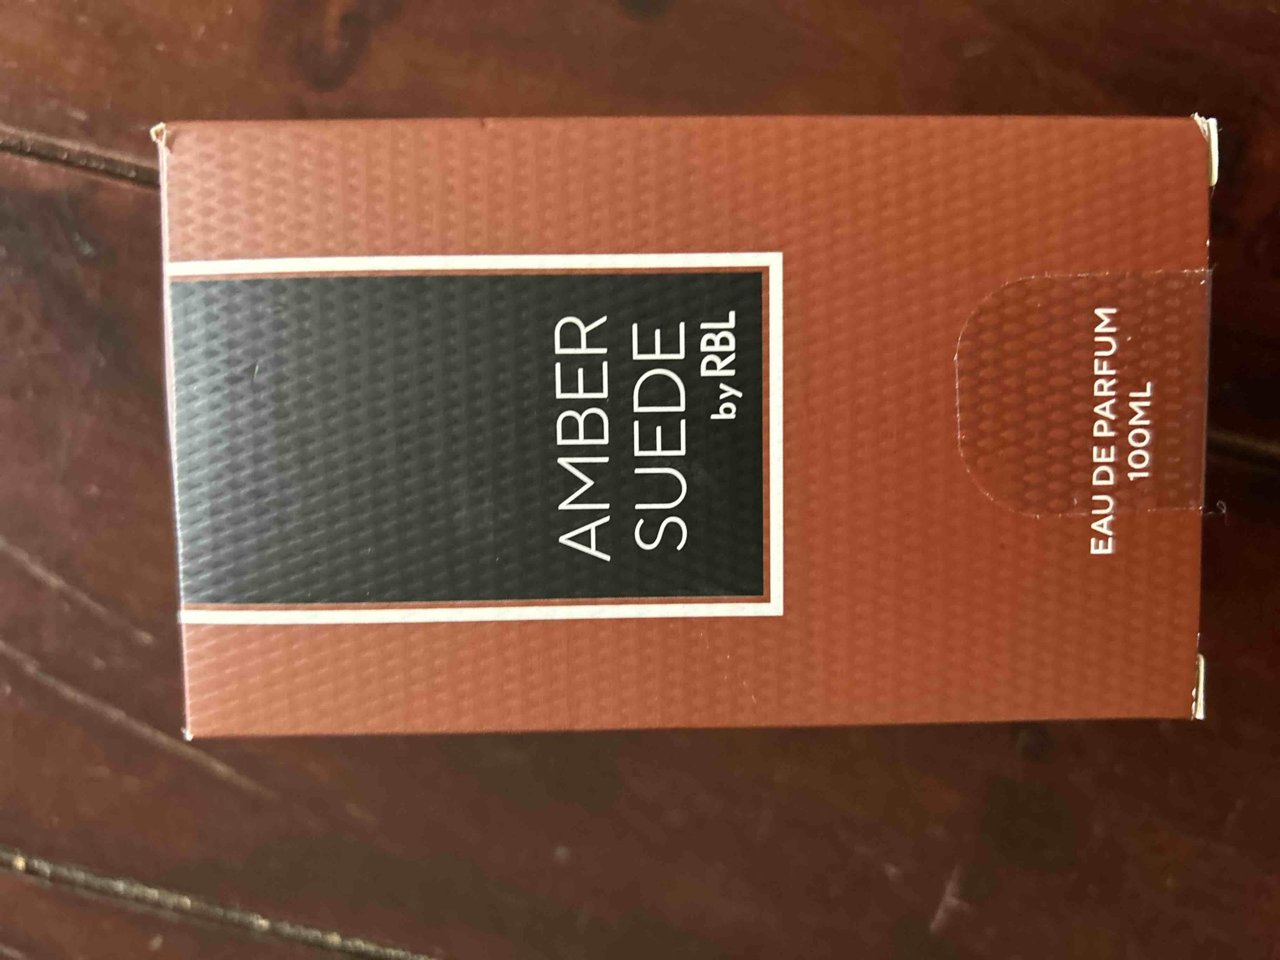 AMBER
SUEDE
by RBL
EAU DE PARFUM
100ML